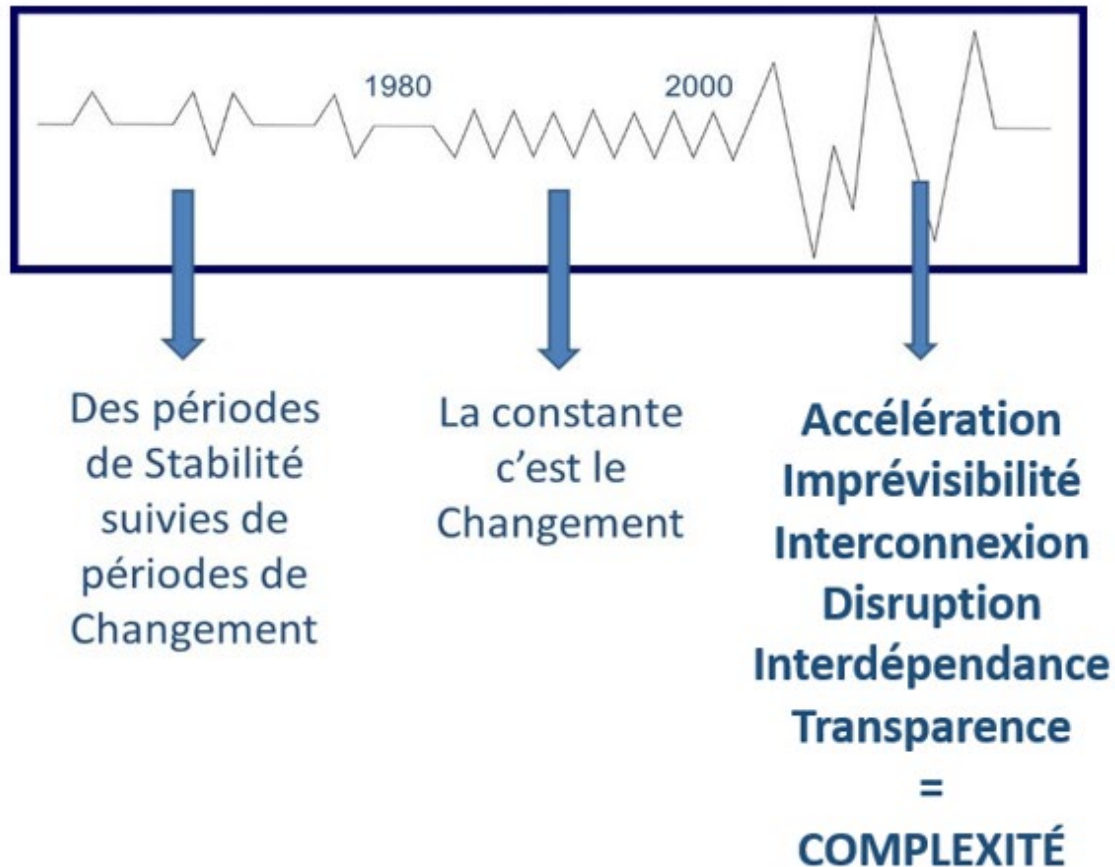 1980
2000
Des périodes
de Stabilité
suivies de
périodes de
Changement
La constante
c’est le
Changement
Accélération
Imprévisibilité
Interconnexion
Disruption
Interdépendance
Transparence
=
COMPLEXITÉ